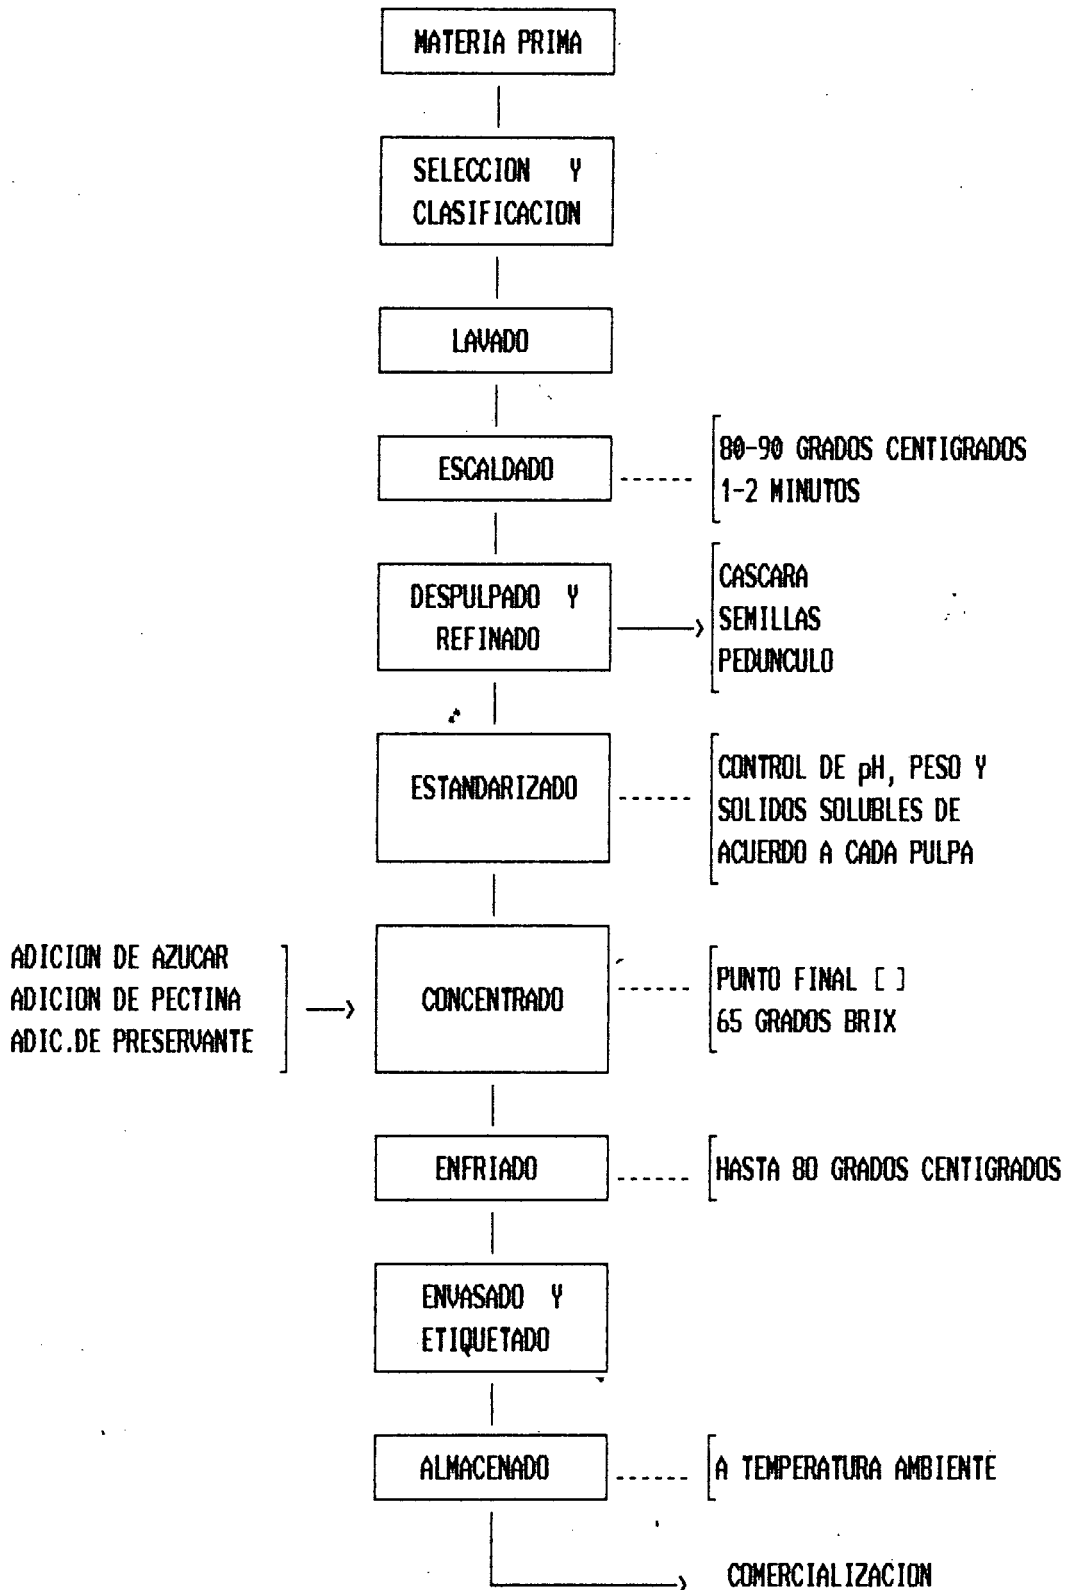 MATERIA PRIMA
SELECCION Y
CLASIFICACION
LAVADO
ESCALDADO
80-90 GRADOS CENTIGRADOS
1-2 MINUTOS
DESPULPADO Y
REFINADO
CASCARA
SEMILLAS
PEDUNCULO
ESTANDARIZADO
CONTROL DE pH, PESO Y
SOLIDOS SOLUBLES DE
ACUERDO A CADA PULPA
ADICION DE AZUCAR
ADICION DE PECTINA
ADIC.DE PRESERVANTE
CONCENTRADO
PUNTO FINAL [ ]
65 GRADOS BRIX
ENFRIADO
HASTA 80 GRADOS CENTIGRADOS
ENVASADO Y
ETIQUETADO
ALMACENADO
A TEMPERATURA AMBIENTE
COMERCIALIZACION